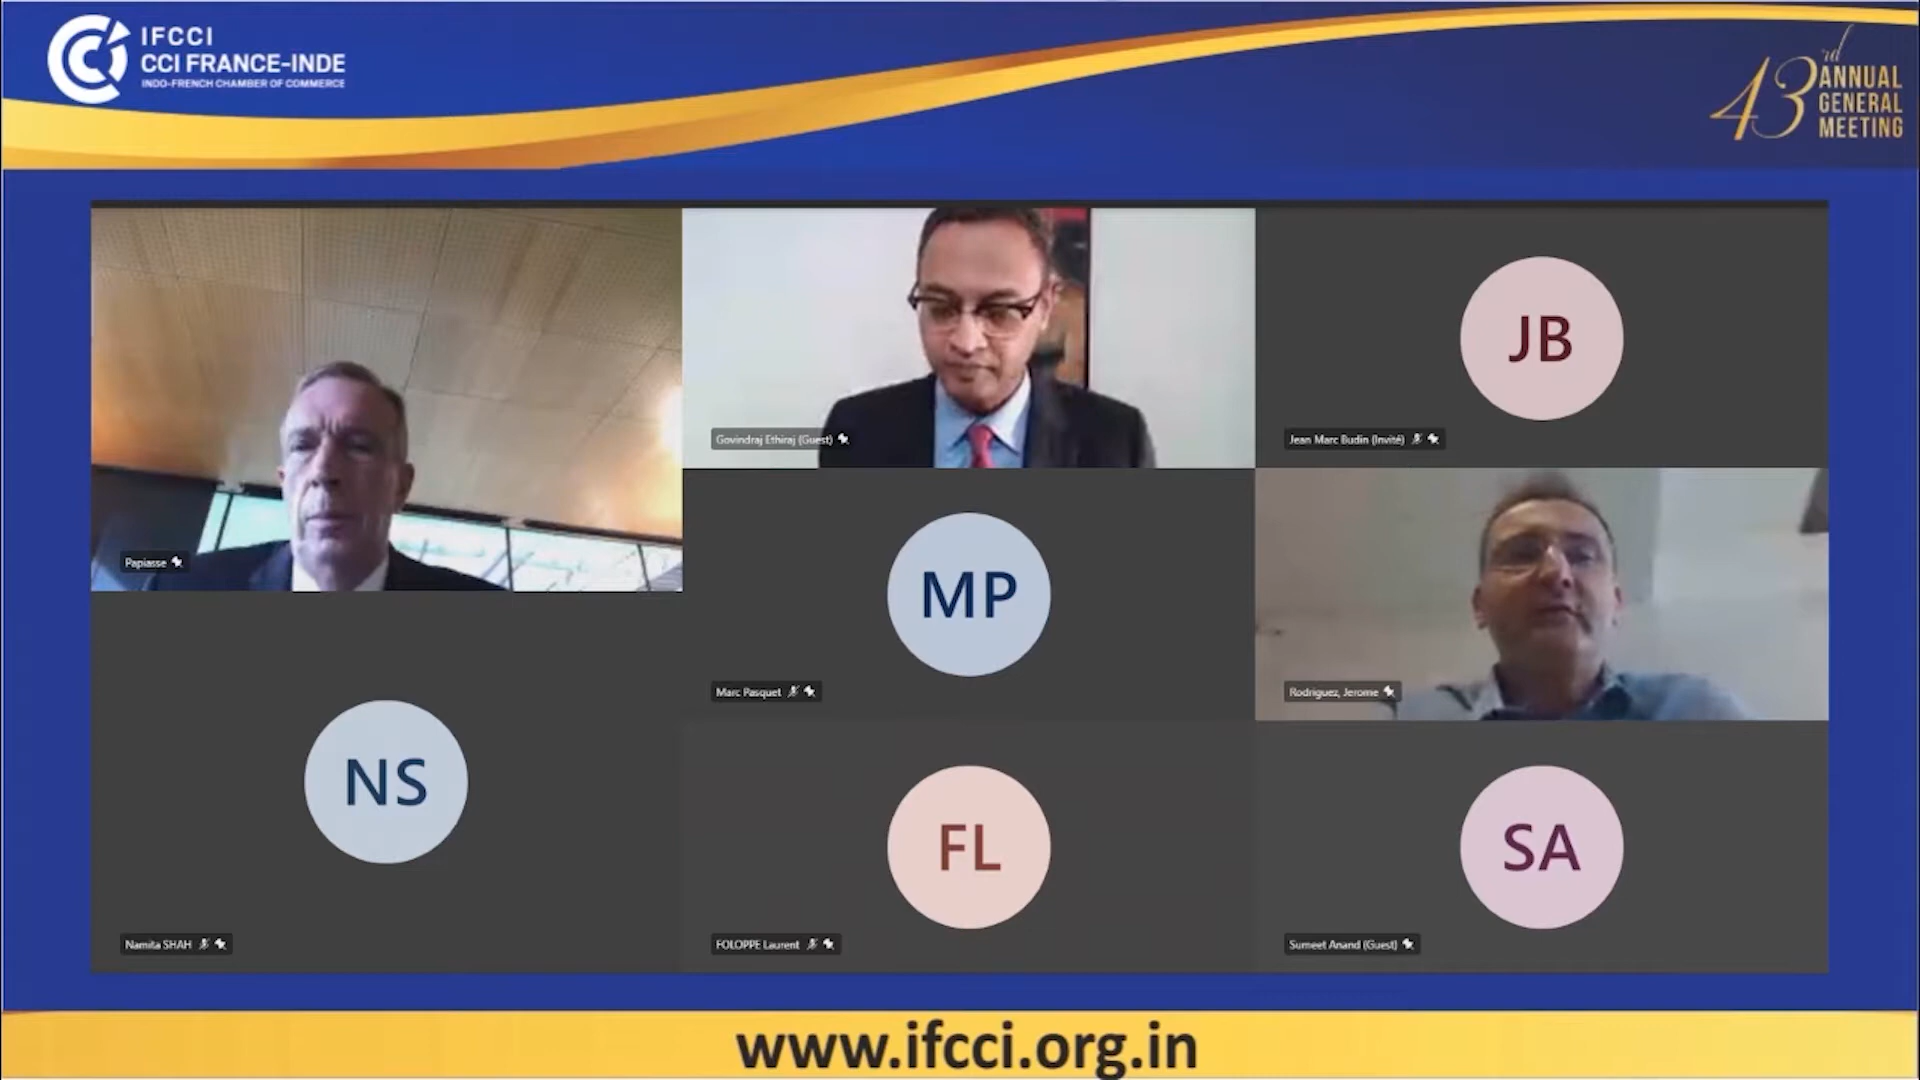 IFCCI
CCI FRANCE-INDE
INDO-FRENCH CHAMBER OF COMMERCE
43rd
ANNUAL
GENERAL
MEETING
Papiasse
Govindraj Ethiraj (Guest)
JB
Jean Marc Budin (Invité)
MP
Marc Pasquet
Rodriguez, Jerome
NS
Namita SHAH
FL
FOLOPPE Laurent
SA
Sumeet Anand (Guest)
www.ifcci.org.in